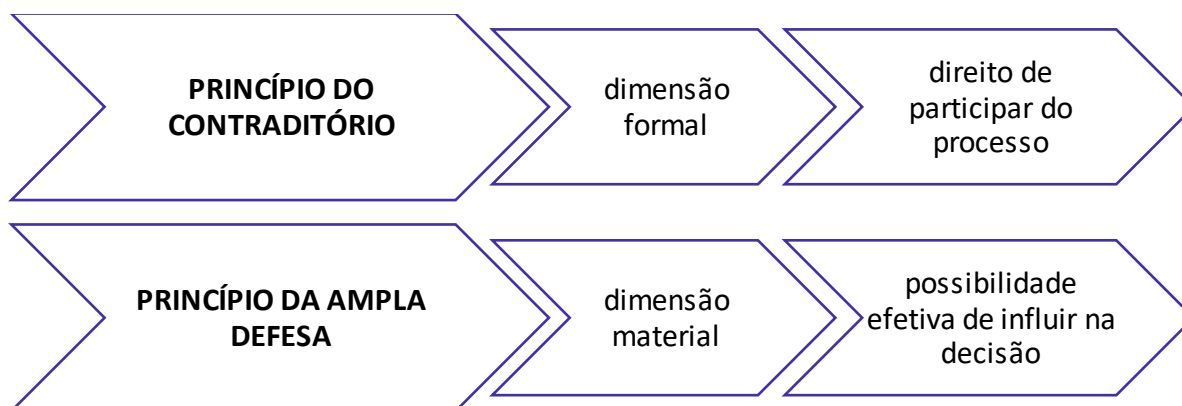 PRINCÍPIO DO
CONTRADITÓRIO
dimensão
formal
direito de
participar do
processo
PRINCÍPIO DA AMPLA
DEFESA
dimensão
material
possibilidade
efetiva de influir na
decisão